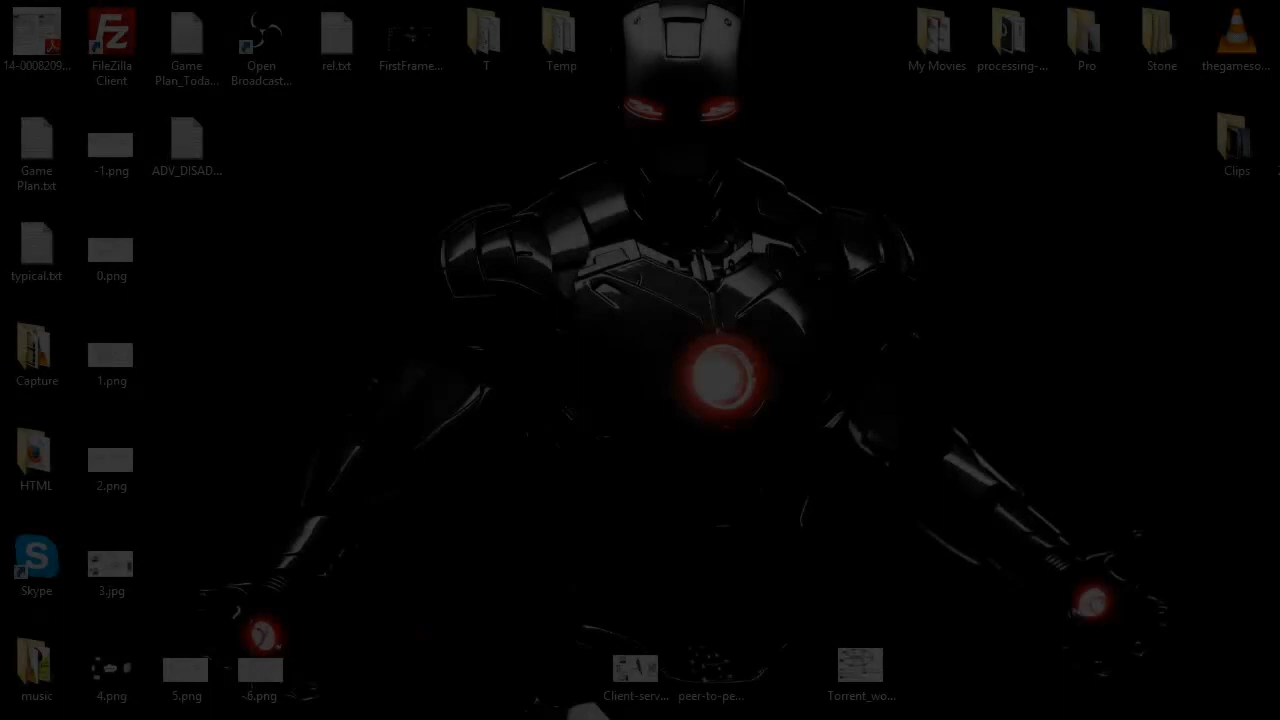 14-0008209...
FileZilla
Client
Game
Plan_Toda...
Open
Broadcast...
rel.txt
FirstFrame...
T
Temp
My Movies
processing-...
Pro
Stone
thegameso...
Game
Plan.txt
-1.png
ADV_DISAD...
Clips
typical.txt
0.png
Capture
1.png
HTML
2.png
Skype
3.jpg
music
4.png
5.png
-.6.png
Client-serv...
peer-to-pe...
Torrent_wo...